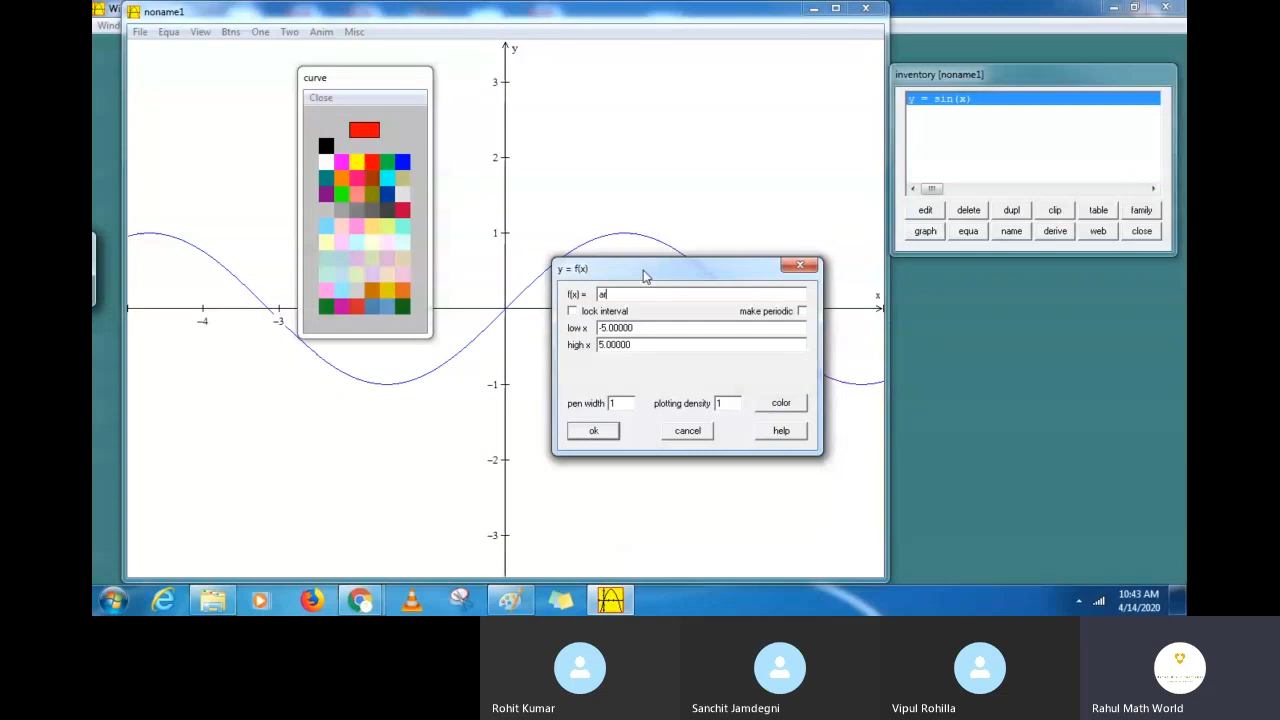 Wi
noname1
Wind
File Equa View Btns One Two Anim Misc
curve
Close
y
3
2
1
-4
-3
x
-1
-2
-3
y = f(x)
f(x) = ar
lock interval make periodic
low x -5.00000
high x 5.00000
pen width 1 plotting density 1 color
ok cancel help
inventory [noname1]
y = sin(x)
edit delete dupl clip table family
graph equa name derive web close
10:43 AM
4/14/2020
Rohit Kumar
Sanchit Jamdegni
Vipul Rohilla
Rahul Math World